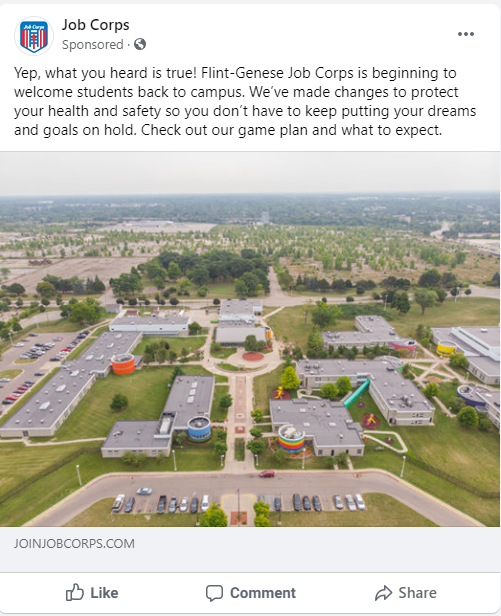 Job Corps
Job Corps
Sponsored ·
Yep, what you heard is true! Flint-Genese Job Corps is beginning to
welcome students back to campus. We've made changes to protect
your health and safety so you don't have to keep putting your dreams
and goals on hold. Check out our game plan and what to expect.
JOINJOBCORPS.COM
Like
Comment
Share